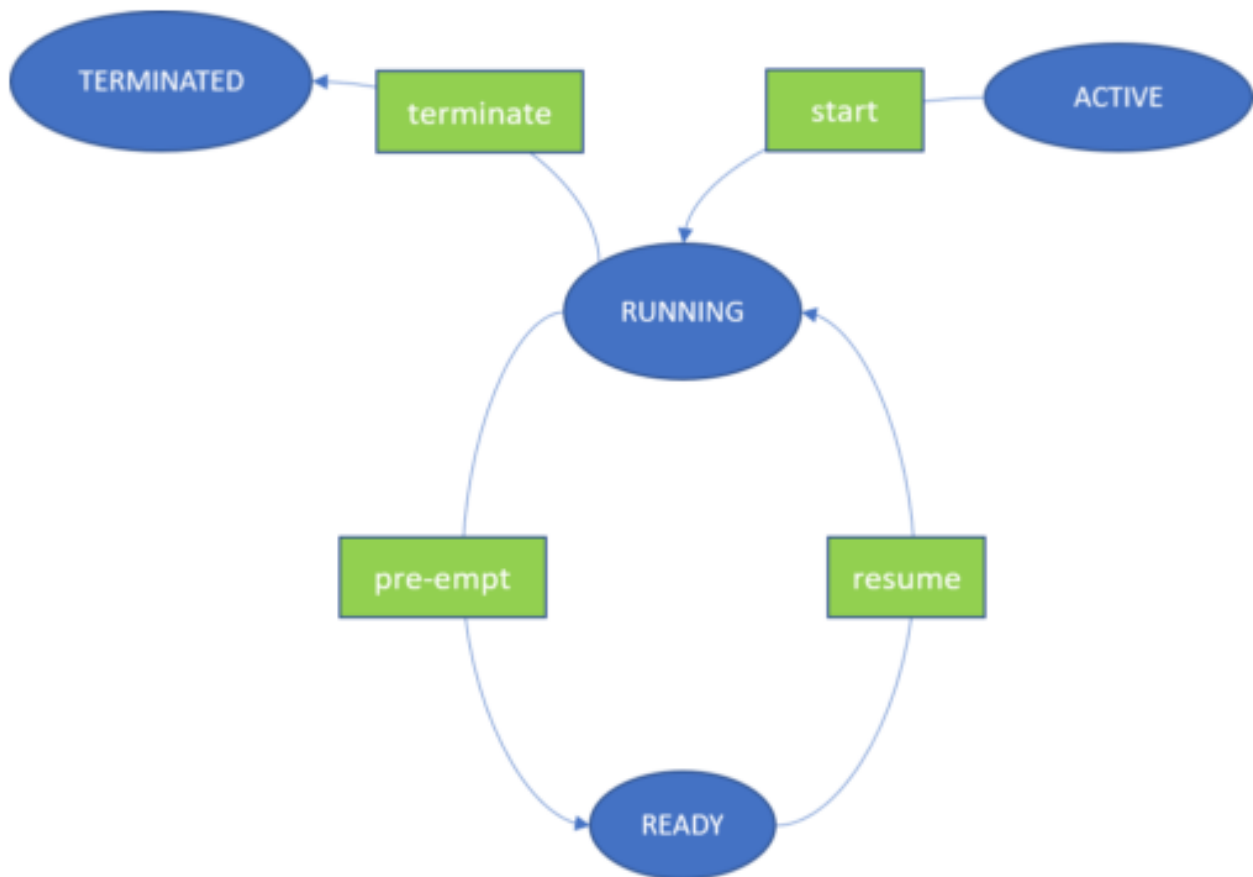 TERMINATED
terminate
start
ACTIVE
RUNNING
pre-empt
resume
READY